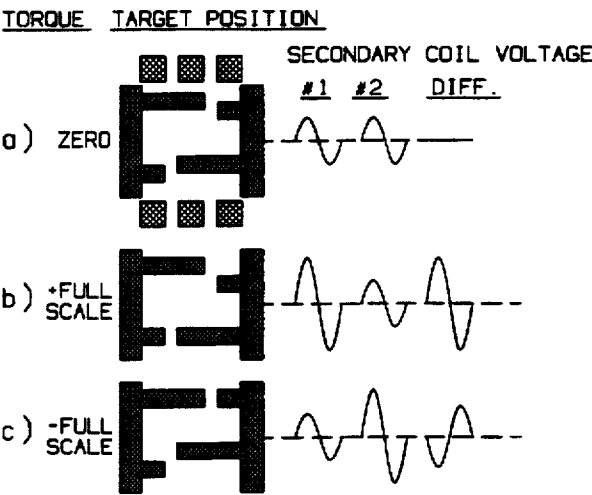 TORQUE TARGET POSITION
SECONDARY COIL VOLTAGE
#1 #2 DIFF.
a) ZERO
b) +FULL SCALE
c) -FULL SCALE